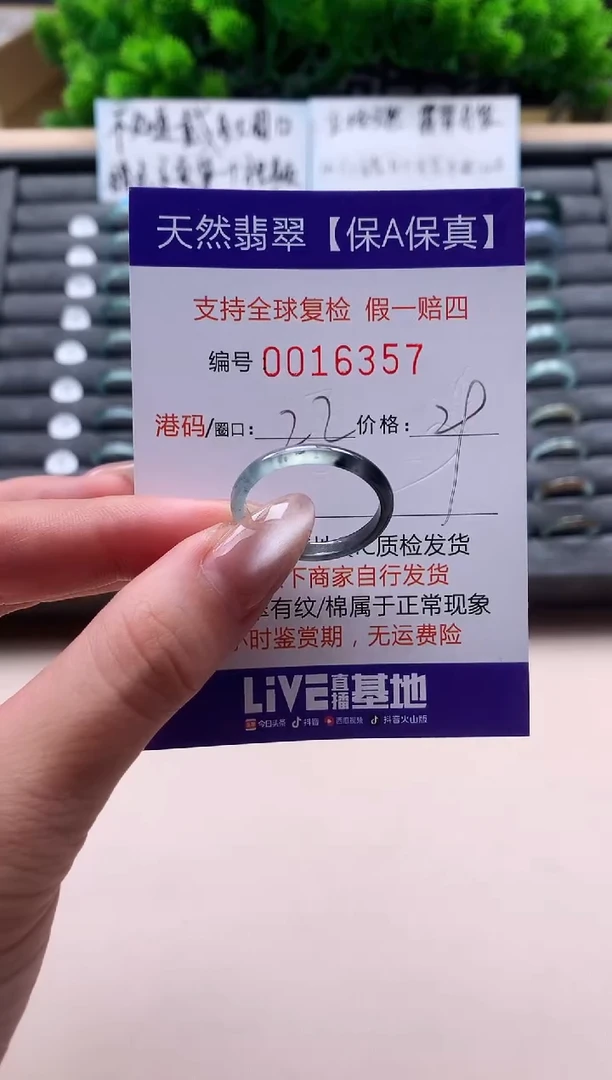 天然翡翠【保A保真】
支持全球复检 假一赔四
编号 0016357
港码/圈口: 22 价格: 29
质检发货
下商家自行发货
有纹/棉属于正常现象
小时鉴赏期，无运费险
LiVE直播基地
今日头条 抖音 西瓜视频 抖音火山版